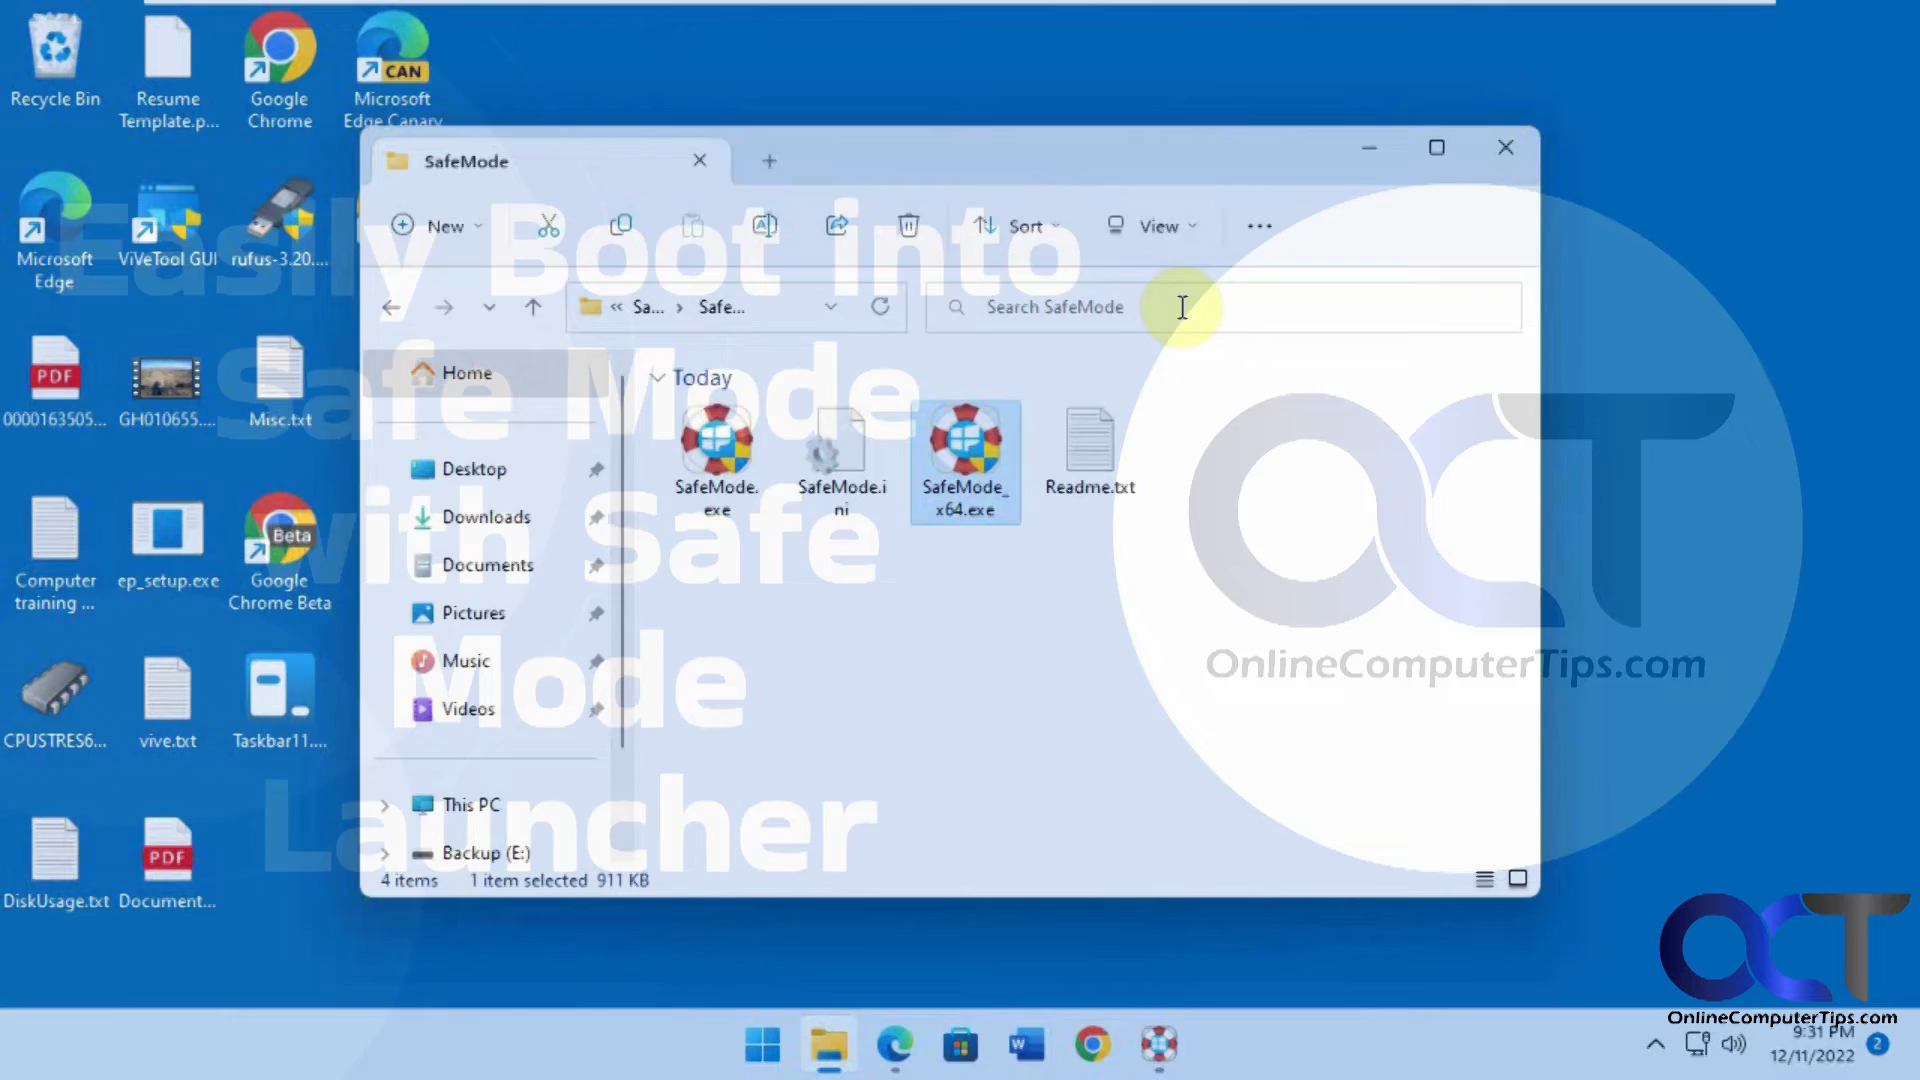 Recycle Bin
Resume
Template.p...
Google
Chrome
CAN
Microsoft
Edge Canary
Microsoft
Edge
ViVeTool GUI
rufus-3.20....
PDF
0000163505...
GH010655....
Misc.txt
Computer
training ...
ep_setup.exe
Beta
Google
Chrome Beta
CPUSTRES6...
vive.txt
Taskbar11....
DiskUsage.txt
PDF
Document...
Easily Boot into
Safe Mode
with Safe
Mode
Launcher
SafeMode
New
Sort
View
« Sa... › Safe...
Search SafeMode
Home
Desktop
Downloads
Documents
Pictures
Music
Videos
This PC
Backup (E:)
Today
SafeMode.
exe
SafeMode.i
ni
SafeMode_
x64.exe
Readme.txt
4 items 1 item selected 911 KB
OCT
OnlineComputerTips.com
OCT
OnlineComputerTips.com
W
9:31 PM
12/11/2022
2